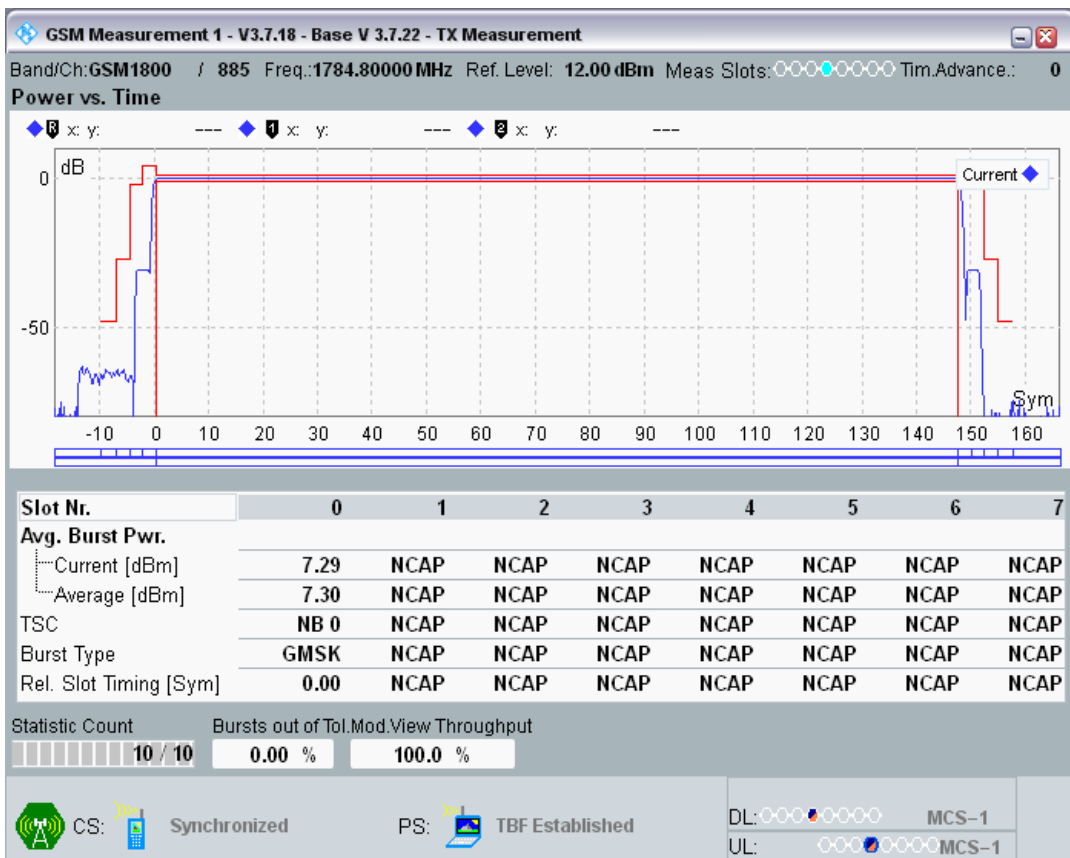 GSM Measurement 1 - V3.7.18 - Base V 3.7.22 - TX Measurement
Band/Ch:GSM1800 / 885 Freq.:1784.80000 MHz Ref. Level: 12.00 dBm Meas Slots: Tim.Advance.: 0
Power vs. Time
R x: y: --- 1 x: y: --- 2 x: y: ---
dB
Current
0
-50
Sym
-10 0 10 20 30 40 50 60 70 80 90 100 110 120 130 140 150 160
Slot Nr. 0 1 2 3 4 5 6 7
Avg. Burst Pwr.
Current [dBm] 7.29 NCAP NCAP NCAP NCAP NCAP NCAP NCAP
Average [dBm] 7.30 NCAP NCAP NCAP NCAP NCAP NCAP NCAP
TSC NB 0 NCAP NCAP NCAP NCAP NCAP NCAP NCAP
Burst Type GMSK NCAP NCAP NCAP NCAP NCAP NCAP NCAP
Rel. Slot Timing [Sym] 0.00 NCAP NCAP NCAP NCAP NCAP NCAP NCAP
Statistic Count Bursts out of Tol. Mod.View Throughput
10 / 10 0.00 % 100.0 %
CS: Synchronized PS: TBF Established
DL: MCS-1
UL: MCS-1